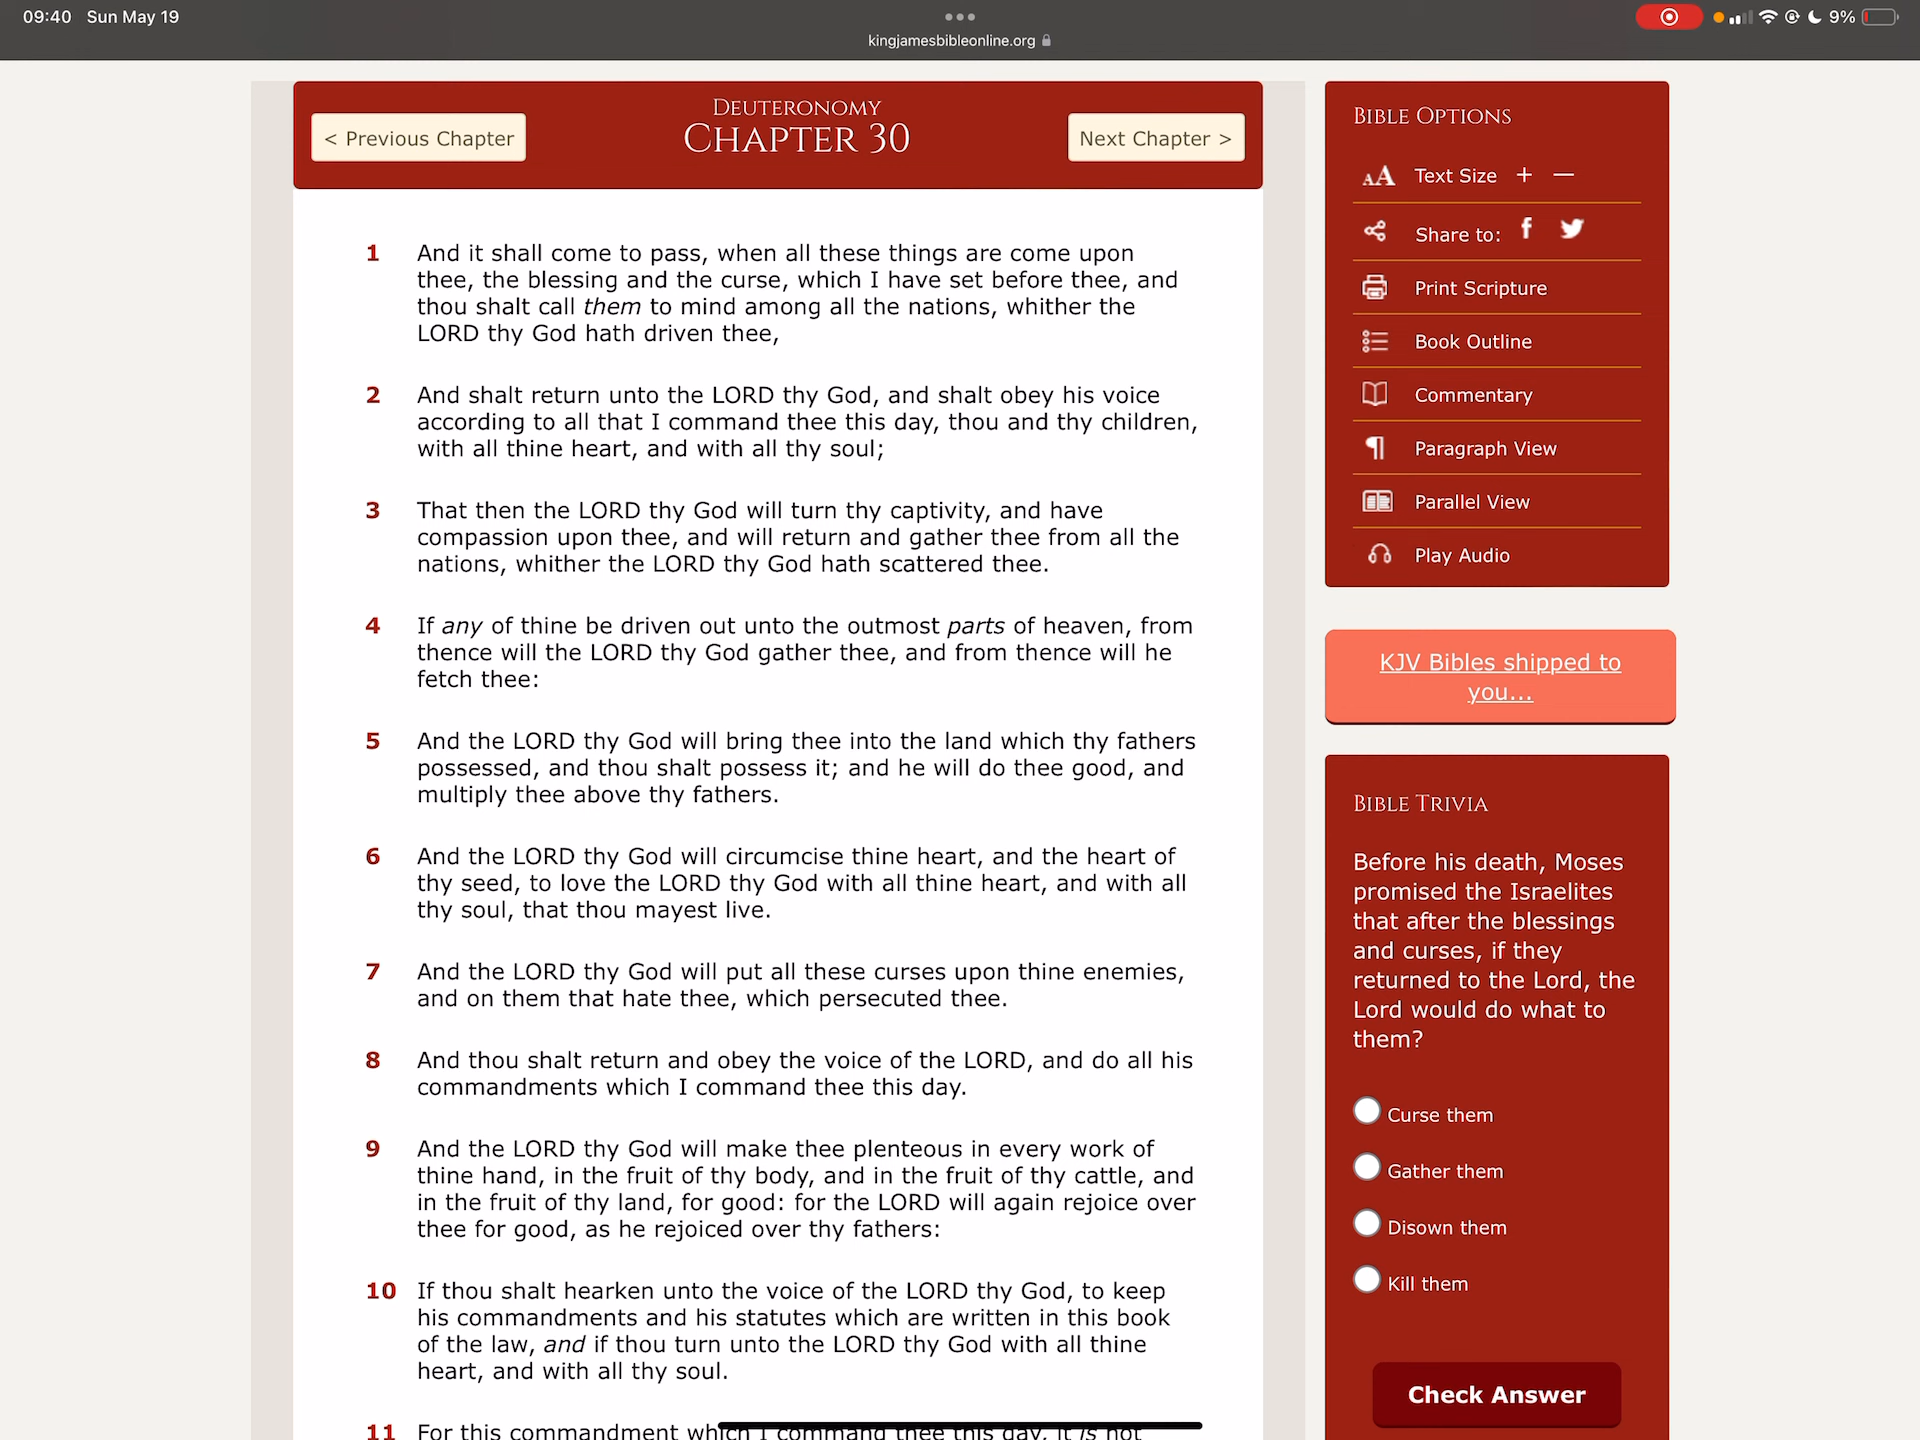 09:40 Sun May 19
kingjamesbibleonline.org
9%
< Previous Chapter
DEUTERONOMY
CHAPTER 30
Next Chapter >
1 And it shall come to pass, when all these things are come upon
thee, the blessing and the curse, which I have set before thee, and
thou shalt call them to mind among all the nations, whither the
LORD thy God hath driven thee,
2 And shalt return unto the LORD thy God, and shalt obey his voice
according to all that I command thee this day, thou and thy children,
with all thine heart, and with all thy soul;
3 That then the LORD thy God will turn thy captivity, and have
compassion upon thee, and will return and gather thee from all the
nations, whither the LORD thy God hath scattered thee.
4 If any of thine be driven out unto the outmost parts of heaven, from
thence will the LORD thy God gather thee, and from thence will he
fetch thee:
5 And the LORD thy God will bring thee into the land which thy fathers
possessed, and thou shalt possess it; and he will do thee good, and
multiply thee above thy fathers.
6 And the LORD thy God will circumcise thine heart, and the heart of
thy seed, to love the LORD thy God with all thine heart, and with all
thy soul, that thou mayest live.
7 And the LORD thy God will put all these curses upon thine enemies,
and on them that hate thee, which persecuted thee.
8 And thou shalt return and obey the voice of the LORD, and do all his
commandments which I command thee this day.
9 And the LORD thy God will make thee plenteous in every work of
thine hand, in the fruit of thy body, and in the fruit of thy cattle, and
in the fruit of thy land, for good: for the LORD will again rejoice over
thee for good, as he rejoiced over thy fathers:
10 If thou shalt hearken unto the voice of the LORD thy God, to keep
his commandments and his statutes which are written in this book
of the law, and if thou turn unto the LORD thy God with all thine
heart, and with all thy soul.
11 For this commandment which I command thee this day, it is not
BIBLE OPTIONS
AA Text Size + —
Share to:
Print Scripture
Book Outline
Commentary
Paragraph View
Parallel View
Play Audio
KJV Bibles shipped to
you...
BIBLE TRIVIA
Before his death, Moses
promised the Israelites
that after the blessings
and curses, if they
returned to the Lord, the
Lord would do what to
them?
Curse them
Gather them
Disown them
Kill them
Check Answer